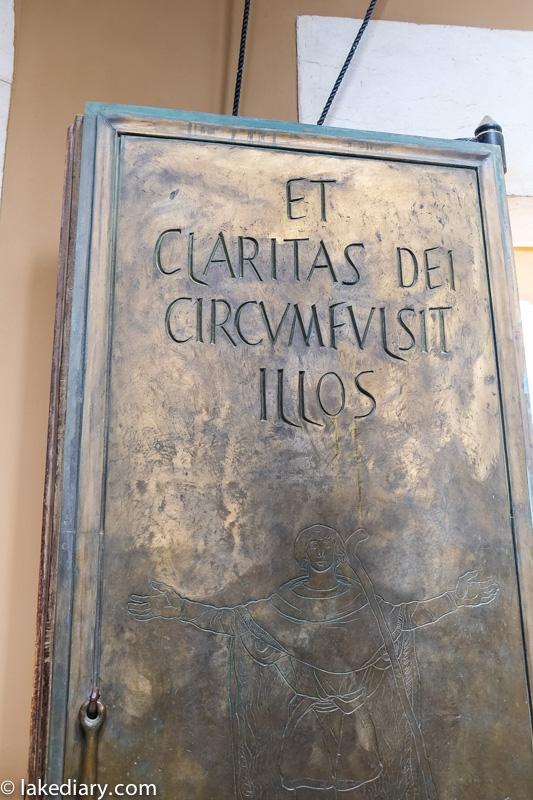 ET
CLARITAS DEI
CIRCVMFVLSIT
ILLOS
© lakediary.com